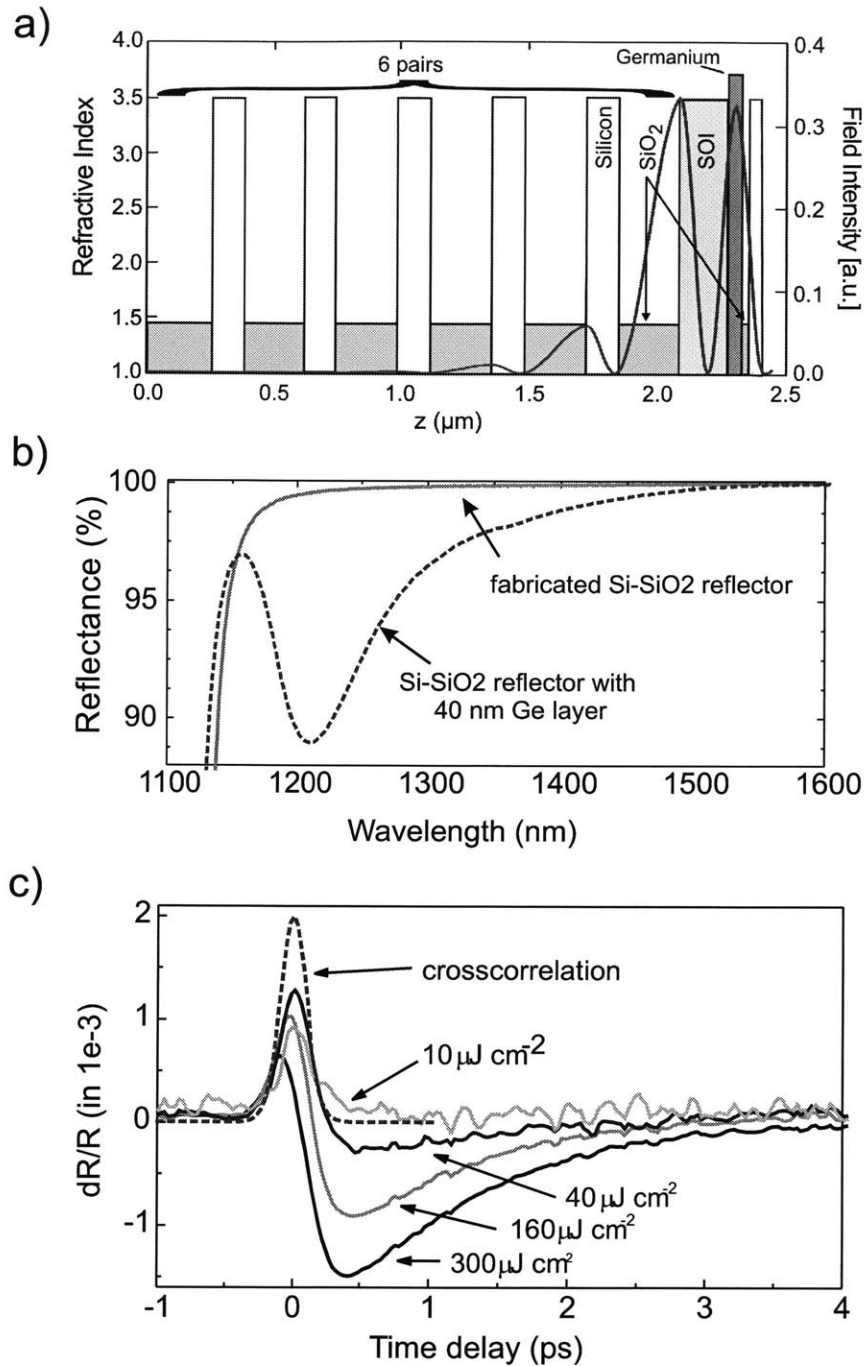 a)
4.0
3.5
3.0
2.5
2.0
1.5
1.0
Refractive Index
6 pairs
Germanium
Silicon
SiO2
SOI
0.4
0.3
0.2
0.1
0.0
Field Intensity [a.u.]
0.0 0.5 1.0 1.5 2.0 2.5
z (µm)
b)
100
95
90
Reflectance (%)
fabricated Si-SiO2 reflector
Si-SiO2 reflector with
40 nm Ge layer
1100 1200 1300 1400 1500 1600
Wavelength (nm)
c)
2
1
0
-1
dR/R (in 1e-3)
crosscorrelation
10µJ cm-2
40µJ cm-2
160µJ cm-2
300µJ cm2
-1 0 1 2 3 4
Time delay (ps)